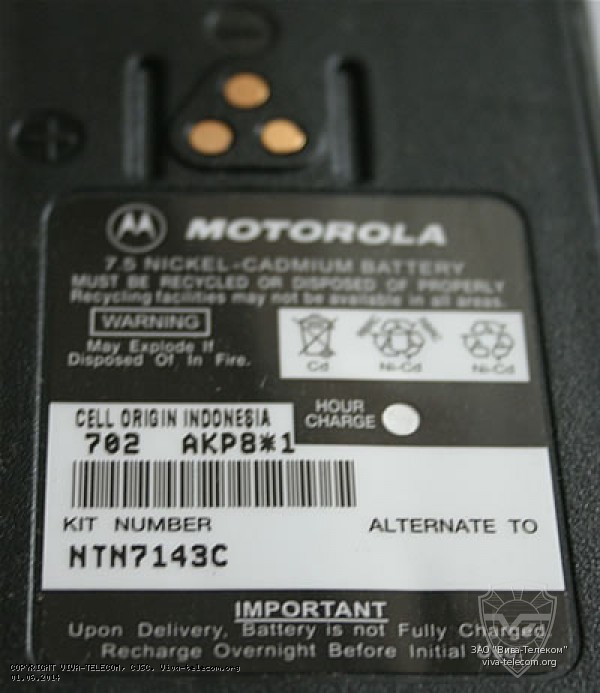 MOTOROLA
7.5 NICKEL-CADMIUM BATTERY
MUST BE RECYCLED OR DISPOSED OF PROPERLY
Recycling facilities may not be available in all areas.
WARNING
May Explode If
Disposed Of In Fire.
Cd Ni-Cd Ni-Cd
HOUR
CHARGE
CELL ORIGIN INDONESIA
702 AKP8*1
KIT NUMBER ALTERNATE TO
NTN7143C
IMPORTANT
Upon Delivery, Battery is not Fully Charged
Recharge Overnight Before Initial
ЗАО "Вива-Телеком"
viva-telecom.org
COPYRIGHT VIVA-TELECOM, CJSC. Viva-telecom.org
01.06.2014